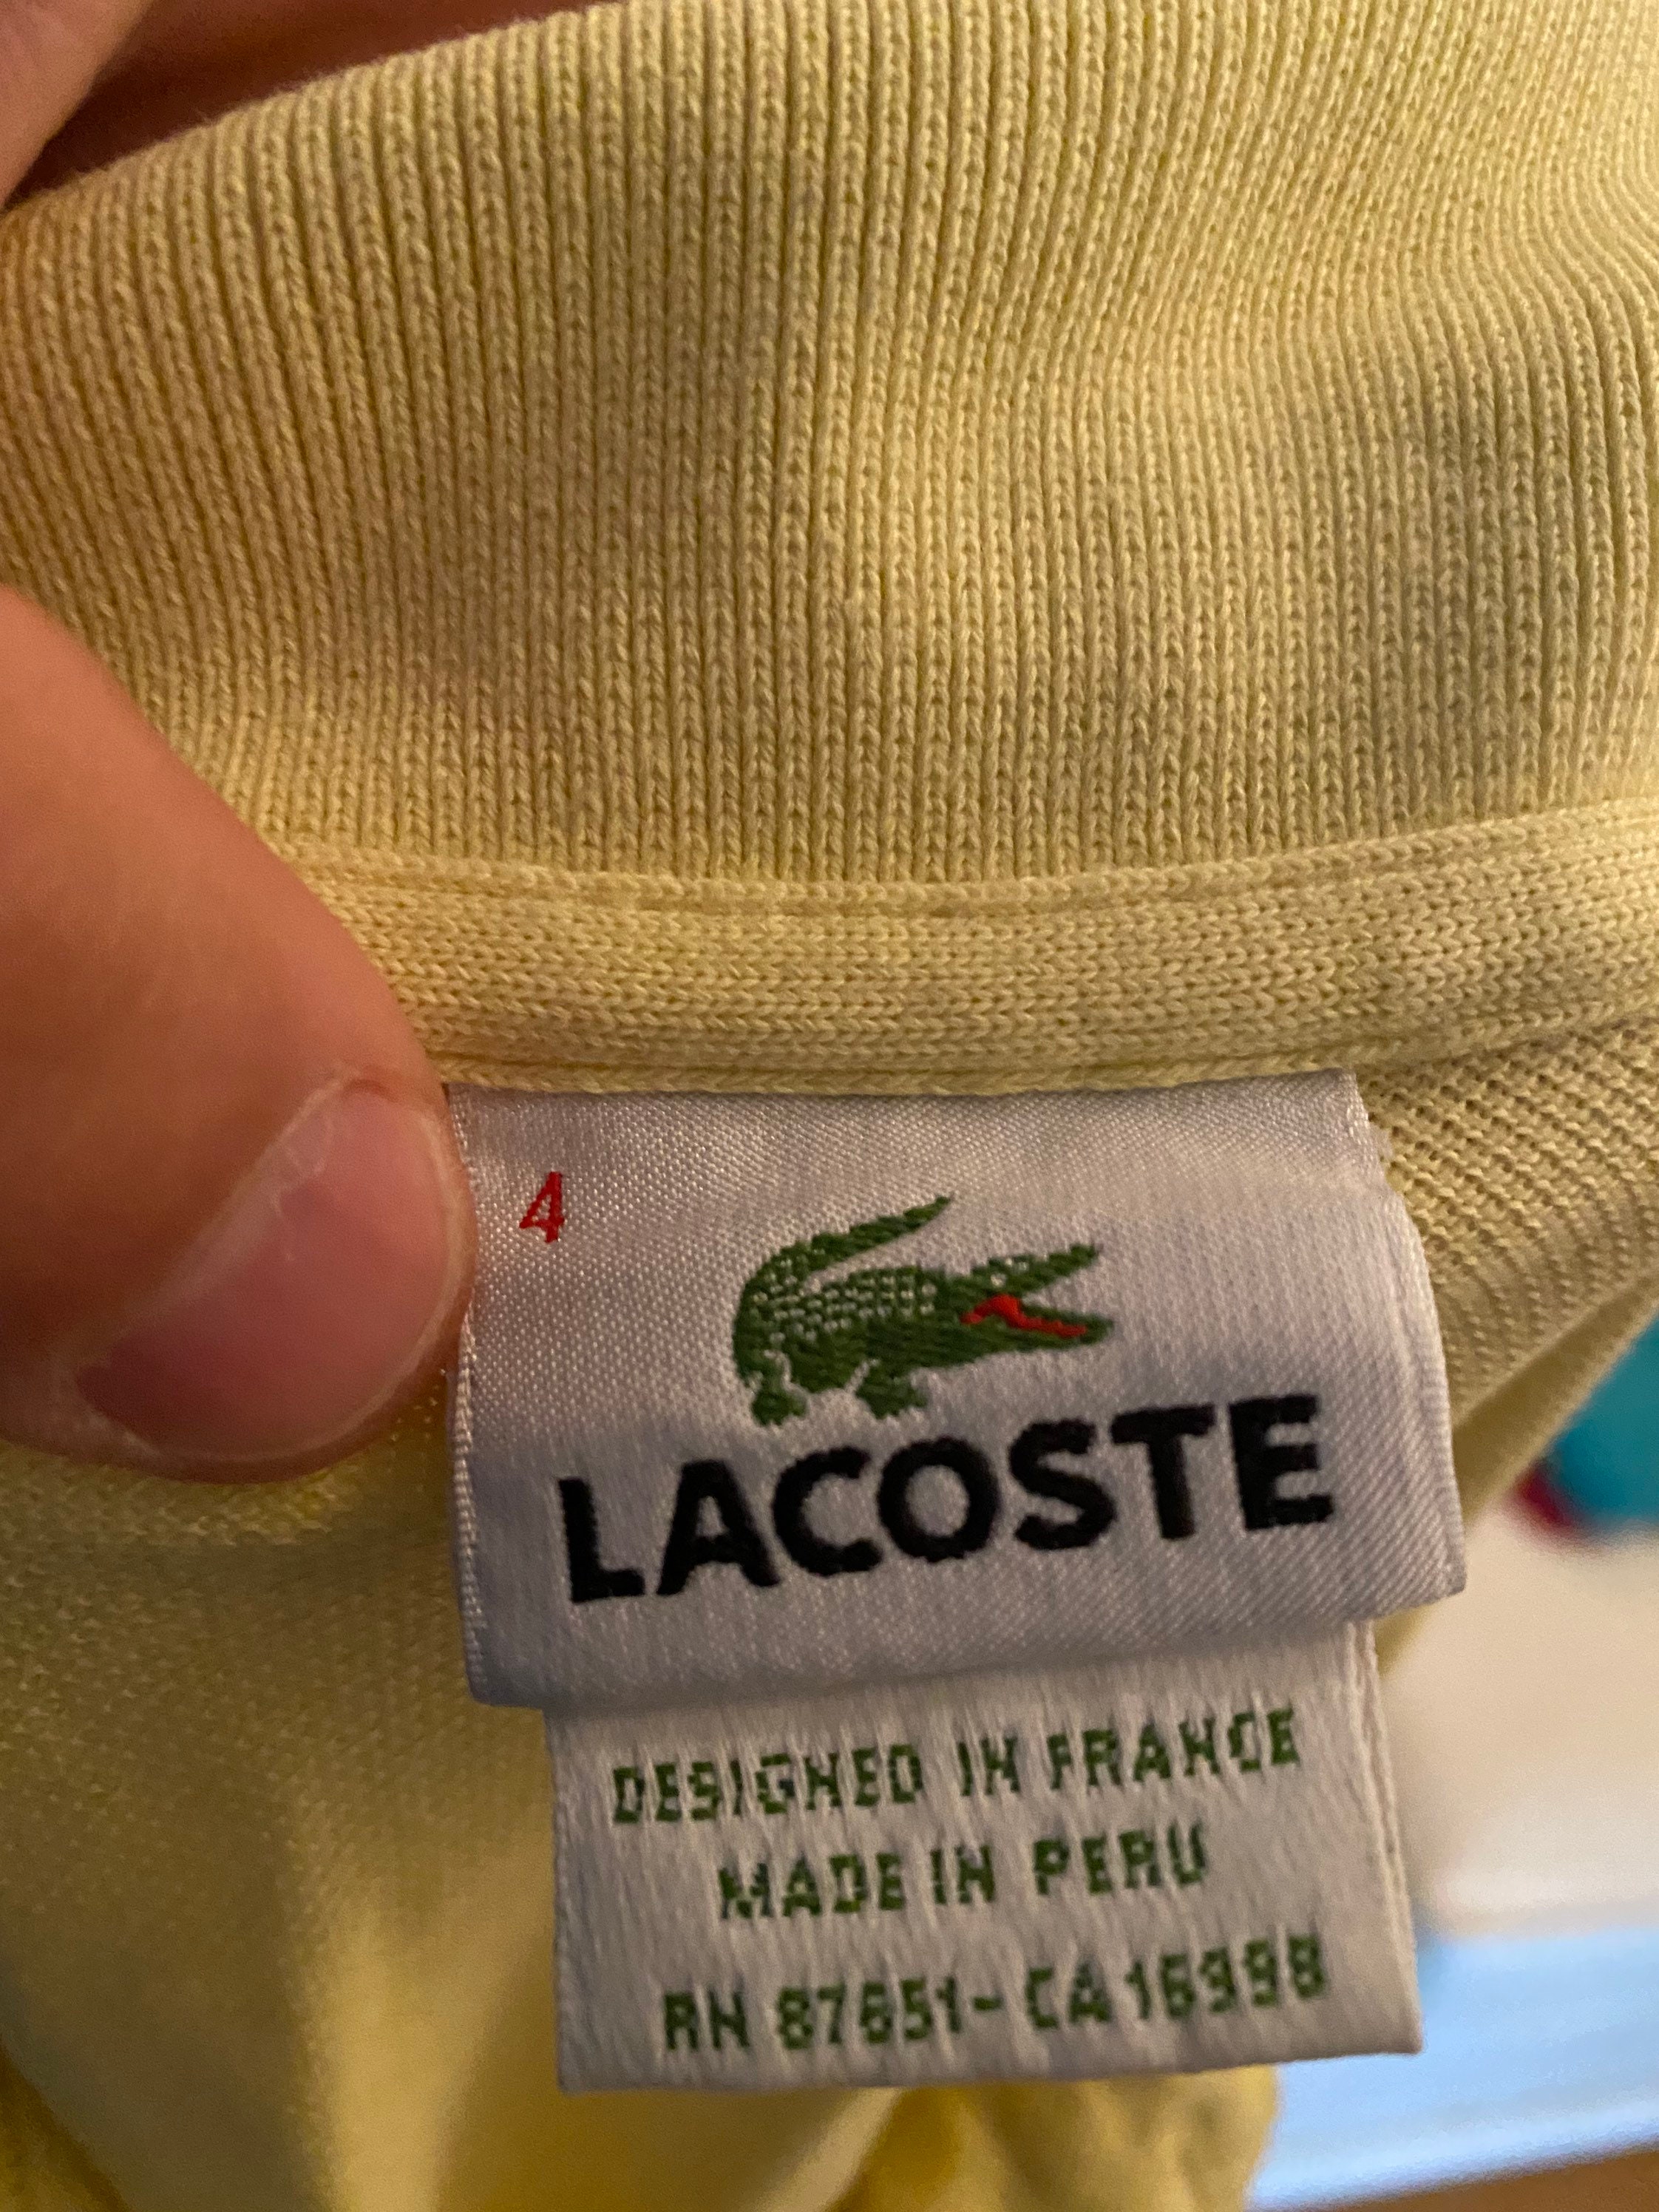 4
LACOSTE
DESIGNED IN FRANCE
MADE IN PERU
RN 87651-CA 16998